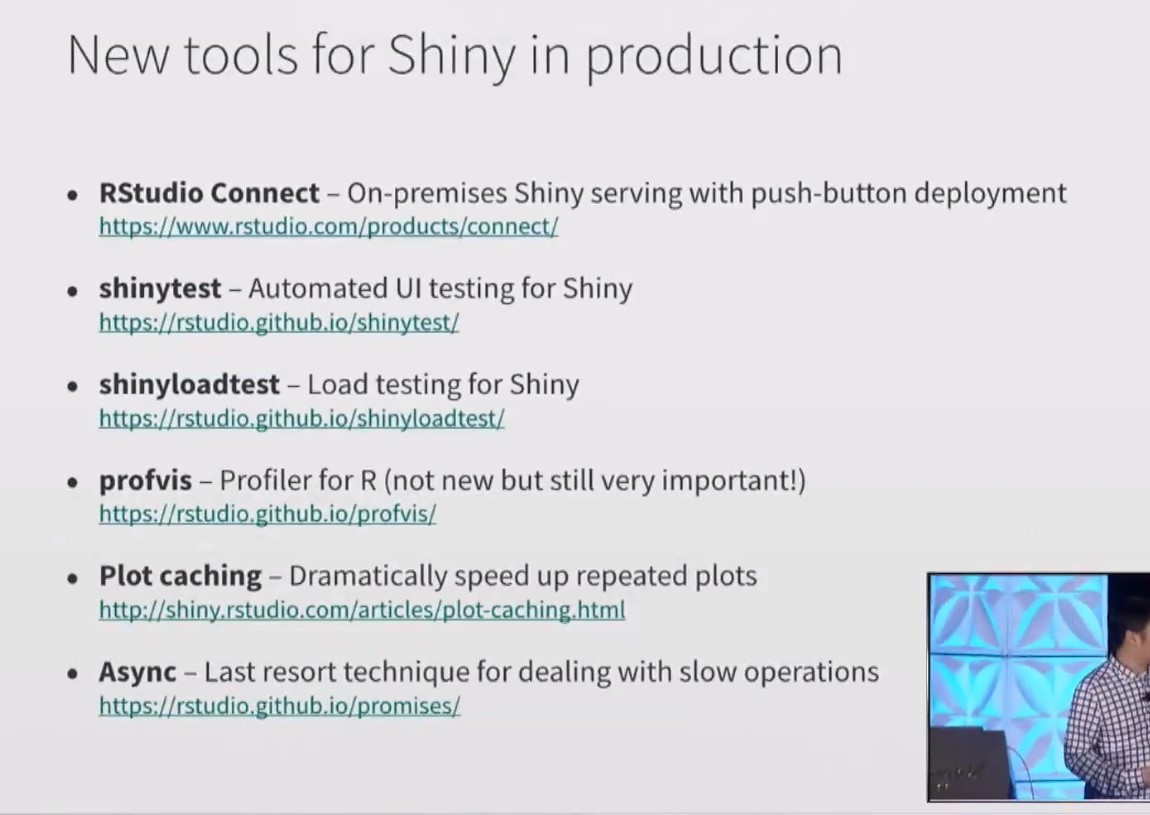 New tools for Shiny in production
• RStudio Connect – On-premises Shiny serving with push-button deployment
https://www.rstudio.com/products/connect/
• shinytest – Automated UI testing for Shiny
https://rstudio.github.io/shinytest/
• shinyloadtest – Load testing for Shiny
https://rstudio.github.io/shinyloadtest/
• profvis – Profiler for R (not new but still very important!)
https://rstudio.github.io/profvis/
• Plot caching – Dramatically speed up repeated plots
http://shiny.rstudio.com/articles/plot-caching.html
• Async – Last resort technique for dealing with slow operations
https://rstudio.github.io/promises/